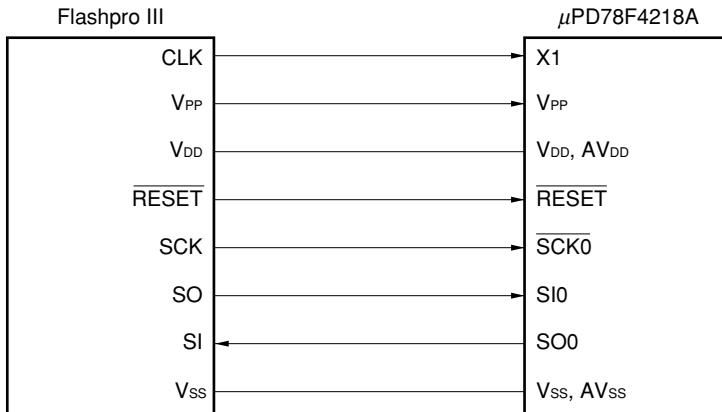 Flashpro III μPD78F4218A
CLK X1
VPP VPP
VDD VDD, AVDD
RESET RESET
SCK SCK0
SO SI0
SI SO0
VSS VSS, AVSS